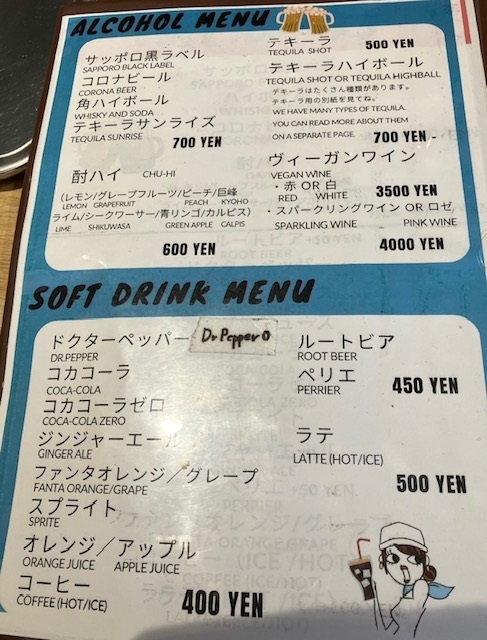 ALCOHOL MENU
サッポロ黒ラベル
SAPPORO BLACK LABEL
コロナビール
CORONA BEER
角ハイボール
WHISKY AND SODA
テキーラサンライズ
TEQUILA SUNRISE
700 YEN
酎ハイ CHU-HI
（レモン/グレープフルーツ/ピーチ/巨峰
LEMON GRAPEFRUIT PEACH KYOHO
ライム/シークワーサー/青リンゴ/カルピス）
LIME SHIKUWASA GREEN APPLE CALPIS
600 YEN
テキーラ 500 YEN
TEQUILA SHOT
テキーラハイボール
TEQUILA SHOT OR TEQUILA HIGHBALL
テキーラはたくさん種類があります。
テキーラ用の別紙を見てね。
WE HAVE MANY TYPES OF TEQUILA.
YOU CAN READ MORE ABOUT THEM
ON A SEPARATE PAGE. 700 YEN
ヴィーガンワイン
VEGAN WINE
・赤 OR 白 3500 YEN
RED WHITE
・スパークリングワイン OR ロゼ
SPARKLING WINE PINK WINE
4000 YEN
SOFT DRINK MENU
ドクターペッパー Dr Pepper 0
DR.PEPPER
コカコーラ
COCA-COLA
コカコーラゼロ
COCA-COLA ZERO
ジンジャーエール
GINGER ALE
ファンタオレンジ／グレープ
FANTA ORANGE/GRAPE
スプライト
SPRITE
オレンジ／アップル
ORANGE JUICE APPLE JUICE
コーヒー
COFFEE (HOT/ICE)
400 YEN
ルートビア
ROOT BEER
ペリエ
PERRIER
450 YEN
ラテ
LATTE (HOT/ICE)
500 YEN